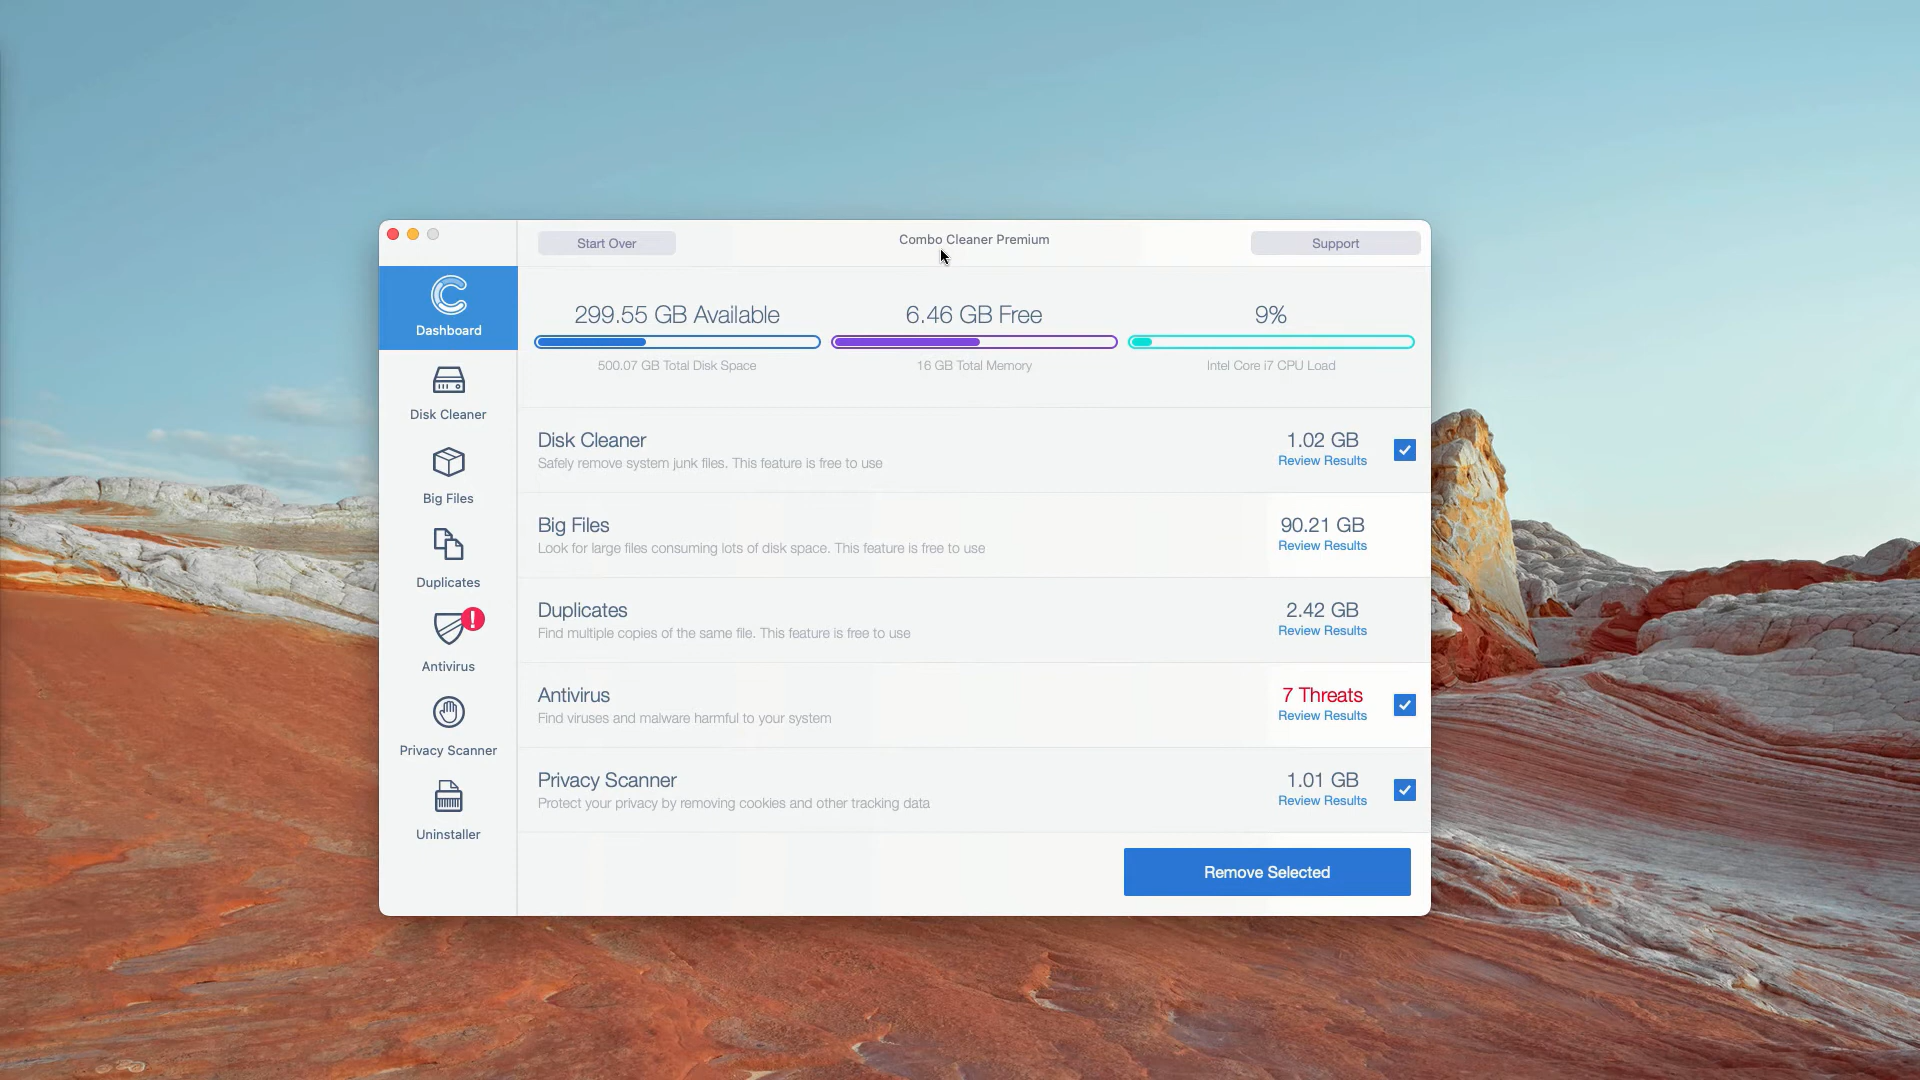 Start Over
Combo Cleaner Premium
Support
Dashboard
Disk Cleaner
Big Files
Duplicates
Antivirus
Privacy Scanner
Uninstaller
299.55 GB Available
500.07 GB Total Disk Space
6.46 GB Free
16 GB Total Memory
9%
Intel Core i7 CPU Load
Disk Cleaner
Safely remove system junk files. This feature is free to use
1.02 GB
Review Results
Big Files
Look for large files consuming lots of disk space. This feature is free to use
90.21 GB
Review Results
Duplicates
Find multiple copies of the same file. This feature is free to use
2.42 GB
Review Results
Antivirus
Find viruses and malware harmful to your system
7 Threats
Review Results
Privacy Scanner
Protect your privacy by removing cookies and other tracking data
1.01 GB
Review Results
Remove Selected